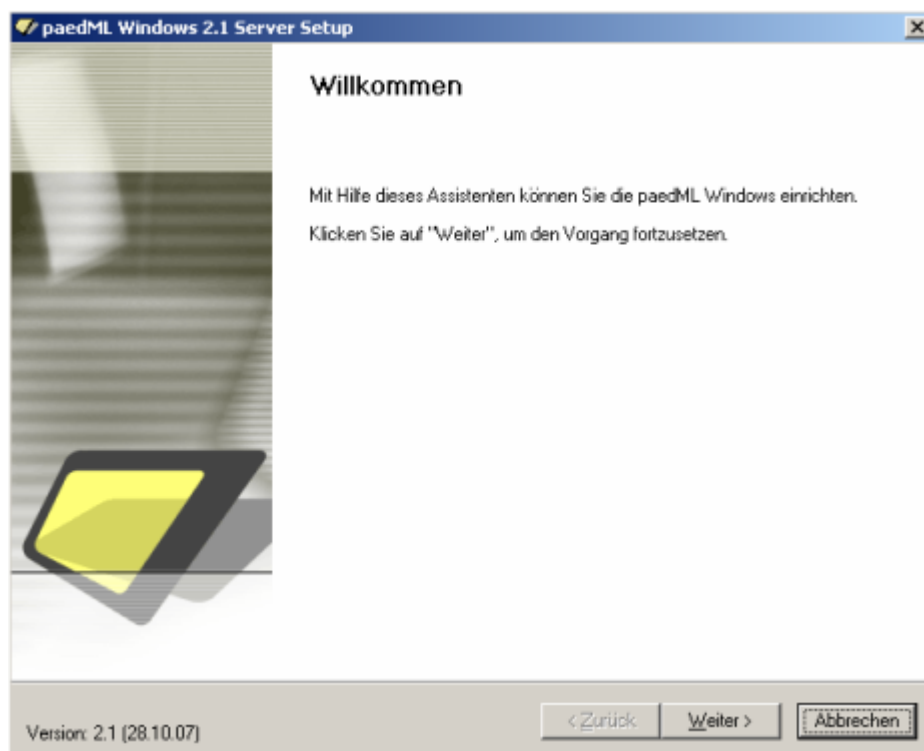 paedML Windows 2.1 Server Setup
Willkommen
Mit Hilfe dieses Assistenten können Sie die paedML Windows einrichten.
Klicken Sie auf "Weiter", um den Vorgang fortzusetzen.
Version: 2.1 (28.10.07)
< Zurück
Weiter >
Abbrechen